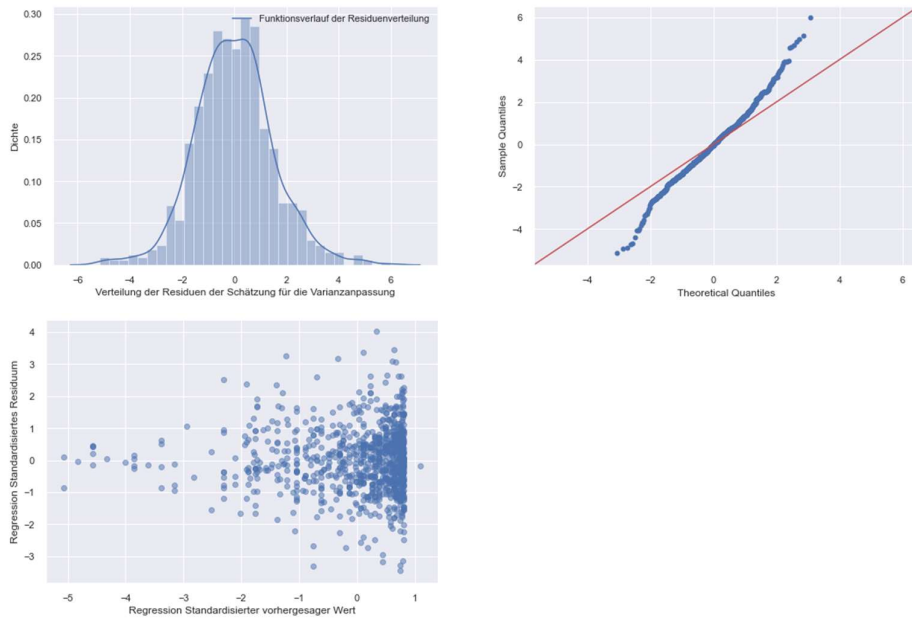 0.30
0.25
0.20
0.15
0.10
0.05
0.00
Dichte
Funktionsverlauf der Residuenverteilung
−6 −4 −2 0 2 4 6
Verteilung der Residuen der Schätzung für die Varianzanpassung
6
4
2
0
−2
−4
Sample Quantiles
−4 −2 0 2 4 6
Theoretical Quantiles
4
3
2
1
0
−1
−2
−3
Regression Standardisiertes Residuum
−5 −4 −3 −2 −1 0 1
Regression Standardisierter vorhergesager Wert